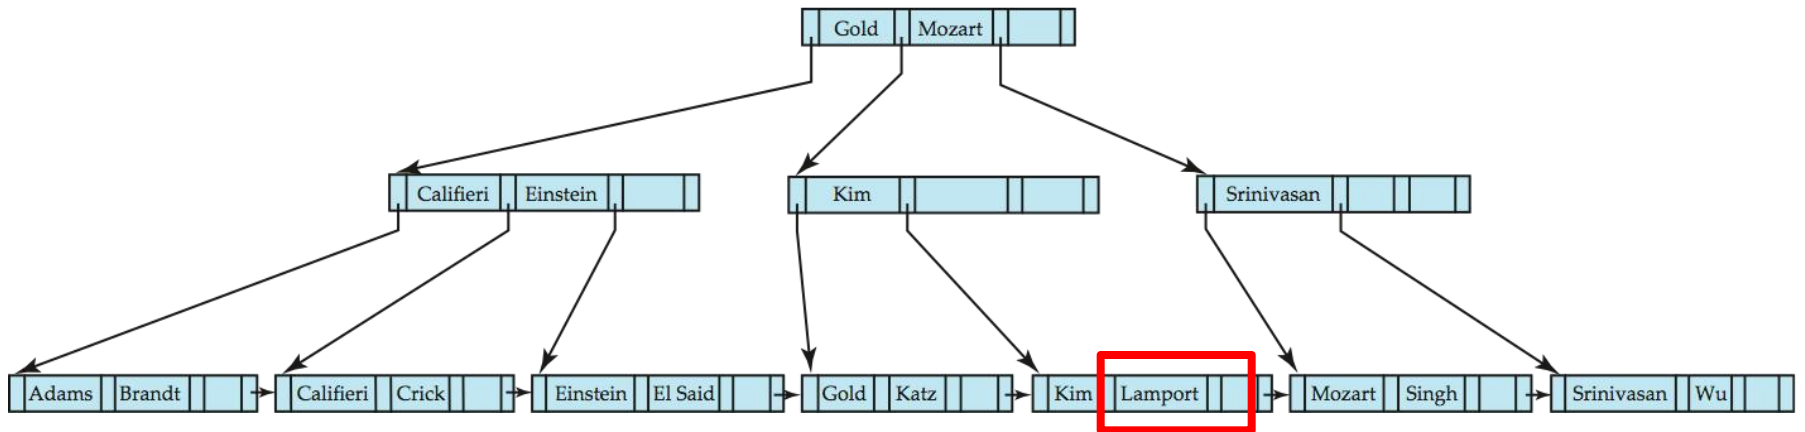 Gold Mozart
Califieri Einstein
Kim
Srinivasan
Adams Brandt
Califieri Crick
Einstein El Said
Gold Katz
Kim Lamport
Mozart Singh
Srinivasan Wu